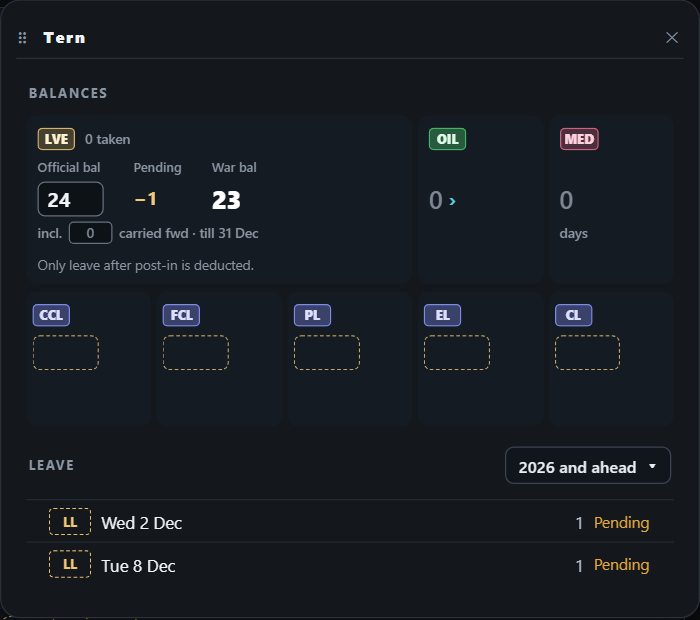 Tern
BALANCES
LVE 0 taken
Official bal Pending War bal
24 −1 23
incl. 0 carried fwd · till 31 Dec
Only leave after post-in is deducted.
OIL
0 ›
MED
0
days
CCL FCL PL EL CL
LEAVE 2026 and ahead
LL Wed 2 Dec 1 Pending
LL Tue 8 Dec 1 Pending